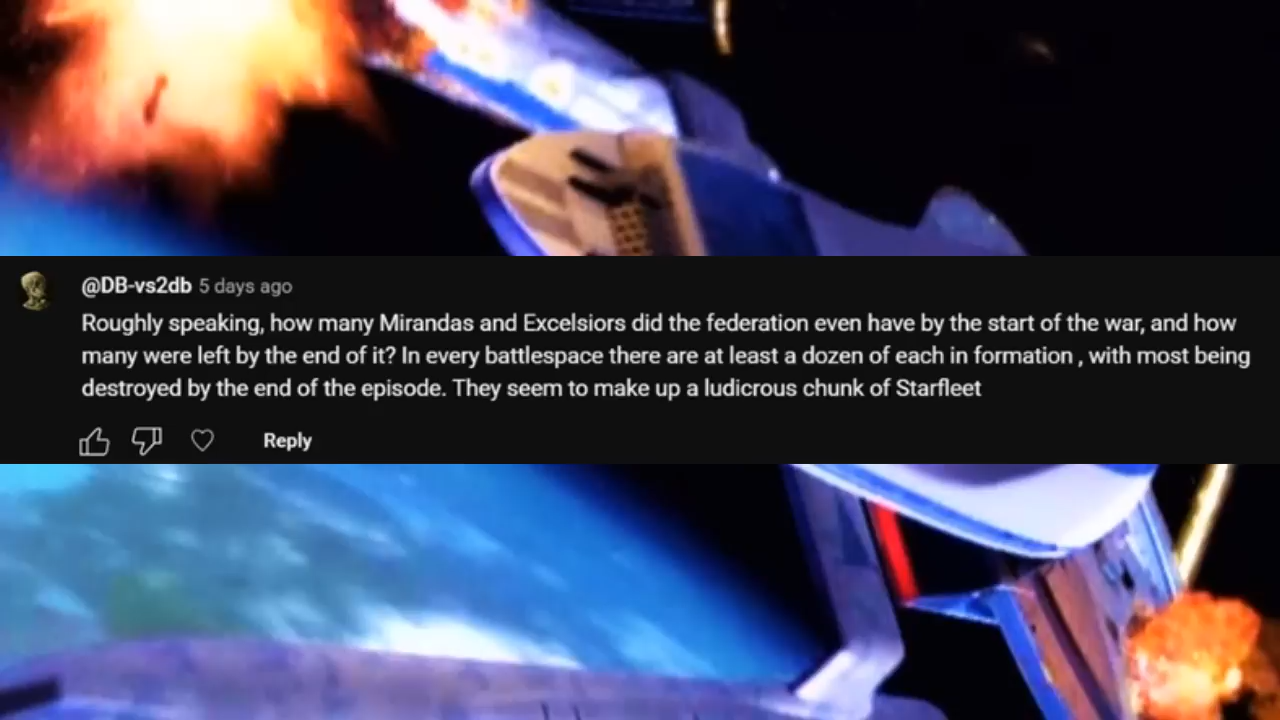 @DB-vs2db 5 days ago
Roughly speaking, how many Mirandas and Excelsiors did the federation even have by the start of the war, and how
many were left by the end of it? In every battlespace there are at least a dozen of each in formation , with most being
destroyed by the end of the episode. They seem to make up a ludicrous chunk of Starfleet
Reply